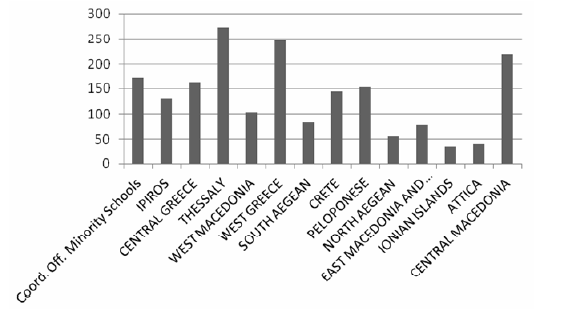 300
250
200
150
100
50
0
Coord. Off. Minority Schools
IPIROS
CENTRAL GREECE
THESSALY
WEST MACEDONIA
WEST GREECE
SOUTH AEGEAN
CRETE
PELOPONESE
NORTH AEGEAN
EAST MACEDONIA AND...
IONIAN ISLANDS
ATTICA
CENTRAL MACEDONIA